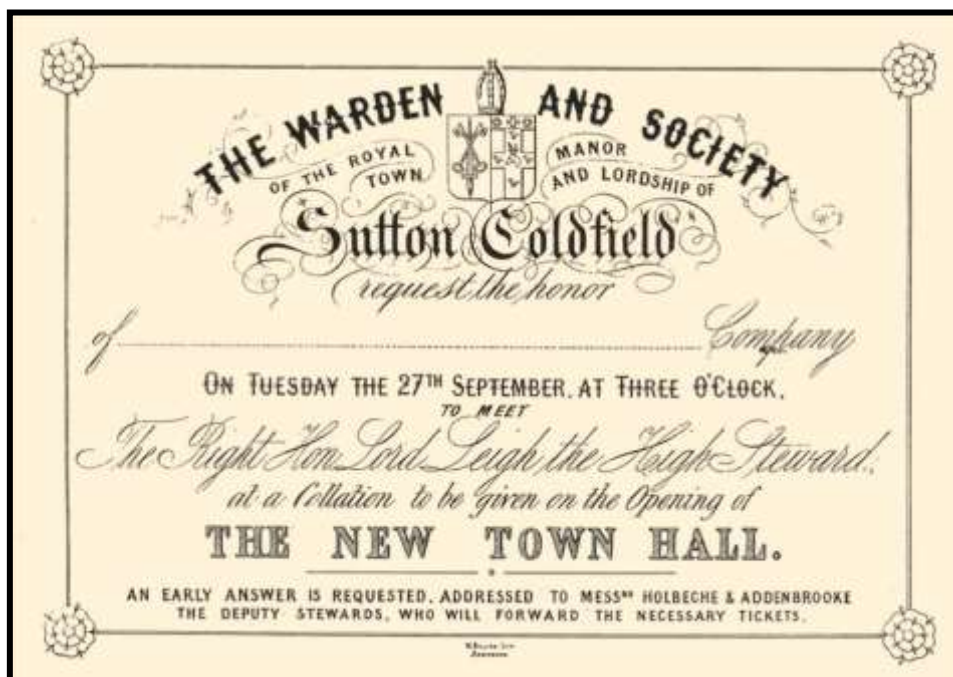 THE WARDEN AND SOCIETY
OF THE ROYAL TOWN MANOR AND LORDSHIP OF
Sutton Coldfield
request the honor
of Company
ON TUESDAY THE 27TH SEPTEMBER, AT THREE O'CLOCK,
TO MEET
The Right Hon. Lord Leigh, the High Steward,
at a Collation to be given on the Opening of
THE NEW TOWN HALL.
AN EARLY ANSWER IS REQUESTED, ADDRESSED TO MESSRS HOLBECHE & ADDENBROOKE
THE DEPUTY STEWARDS, WHO WILL FORWARD THE NECESSARY TICKETS.